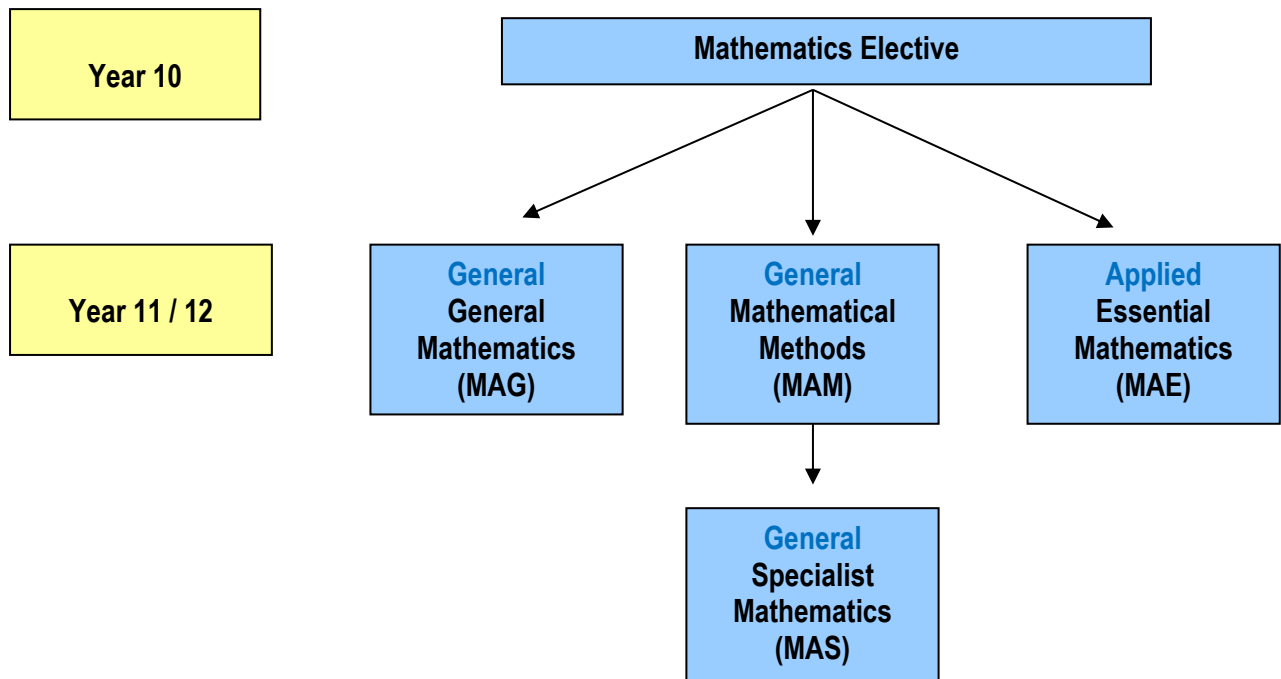 Year 10
Mathematics Elective
Year 11 / 12
General
General
Mathematics
(MAG)
General
Mathematical
Methods
(MAM)
Applied
Essential
Mathematics
(MAE)
General
Specialist
Mathematics
(MAS)